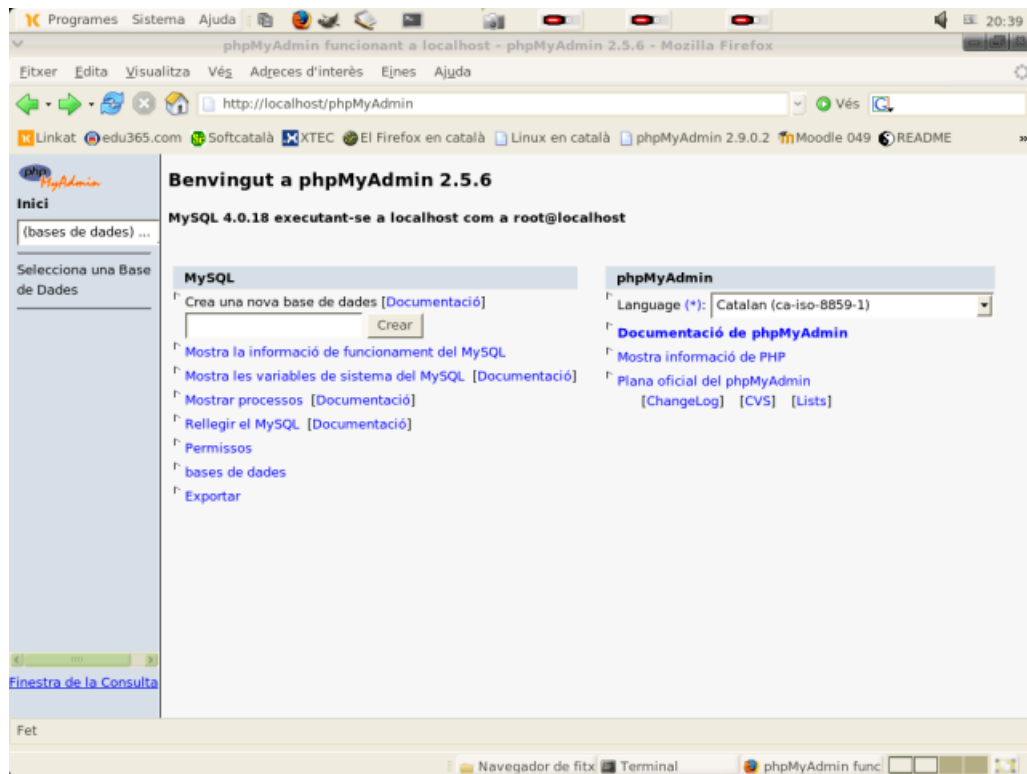 Programes Sistema Ajuda 20:39
phpMyAdmin funcionant a localhost - phpMyAdmin 2.5.6 - Mozilla Firefox
Fitxer Edita Visualitza Vés Adreces d'interès Eines Ajuda
http://localhost/phpMyAdmin Vés
Linkat edu365.com Softcatalà XTEC El Firefox en català Linux en català phpMyAdmin 2.9.0.2 Moodle 049 README »
php
MyAdmin
Inici
(bases de dades) ...
Selecciona una Base
de Dades
Finestra de la Consulta
Benvingut a phpMyAdmin 2.5.6
MySQL 4.0.18 executant-se a localhost com a root@localhost
MySQL
Crea una nova base de dades [Documentació]
Crear
Mostra la informació de funcionament del MySQL
Mostra les variables de sistema del MySQL [Documentació]
Mostrar processos [Documentació]
Rellegir el MySQL [Documentació]
Permissos
bases de dades
Exportar
phpMyAdmin
Language (*): Catalan (ca-iso-8859-1)
Documentació de phpMyAdmin
Mostra informació de PHP
Plana oficial del phpMyAdmin
[ChangeLog] [CVS] [Lists]
Fet
Navegador de fitx Terminal phpMyAdmin func